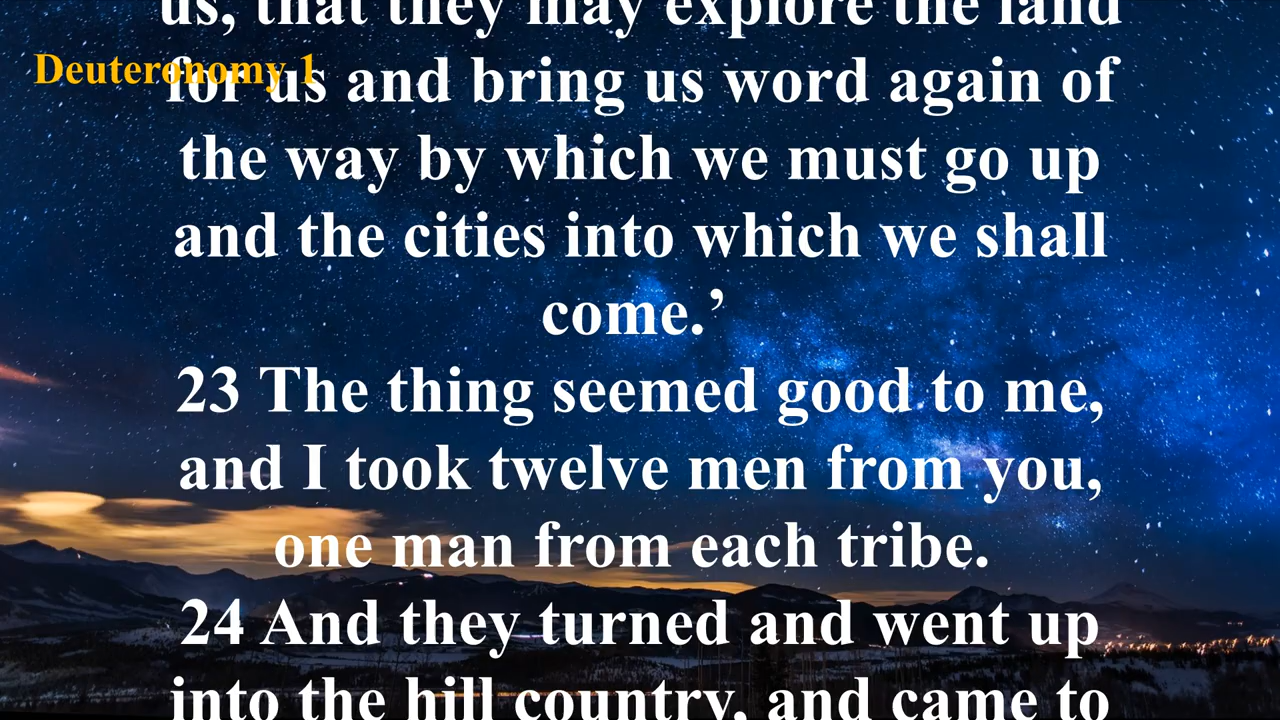 us, that they may explore the land
Deuteronomy 1
for us and bring us word again of
the way by which we must go up
and the cities into which we shall
come.’
23 The thing seemed good to me,
and I took twelve men from you,
one man from each tribe.
24 And they turned and went up
into the hill country, and came to